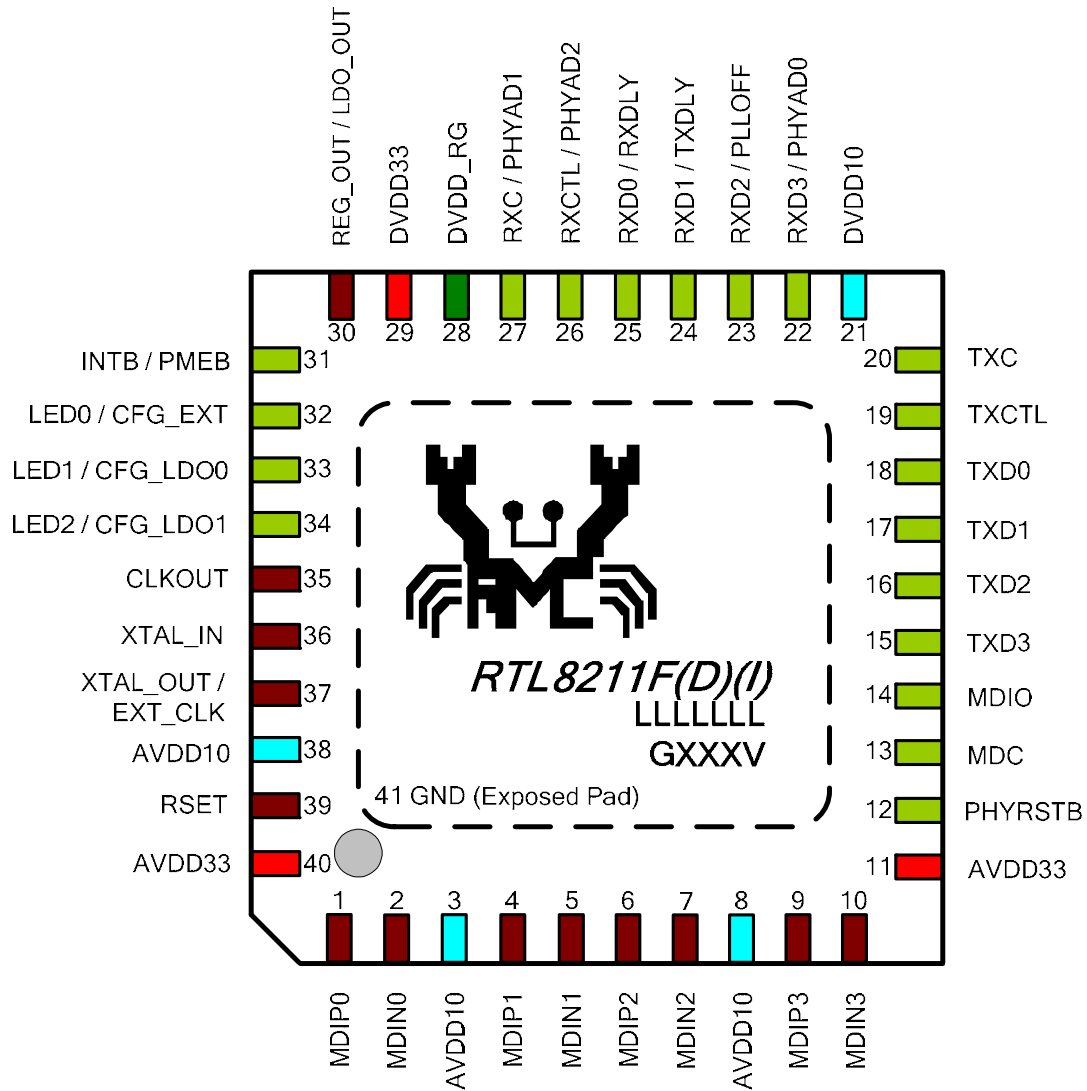 REG_OUT / LDO_OUT
DVDD33
DVDD_RG
RXC / PHYAD1
RXCTL / PHYAD2
RXD0 / RXDLY
RXD1 / TXDLY
RXD2 / PLLOFF
RXD3 / PHYAD0
DVDD10
30
29
28
27
26
25
24
23
22
21
INTB / PMEB
31
LED0 / CFG_EXT
32
LED1 / CFG_LDO0
33
LED2 / CFG_LDO1
34
CLKOUT
35
XTAL_IN
36
XTAL_OUT /
EXT_CLK
37
AVDD10
38
RSET
39
AVDD33
40
20
TXC
19
TXCTL
18
TXD0
17
TXD1
16
TXD2
15
TXD3
14
MDIO
13
MDC
12
PHYRSTB
11
AVDD33
RTL8211F(D)(I)
LLLLLLL
GXXXV
41 GND (Exposed Pad)
1
2
3
4
5
6
7
8
9
10
MDIP0
MDIN0
AVDD10
MDIP1
MDIN1
MDIP2
MDIN2
AVDD10
MDIP3
MDIN3